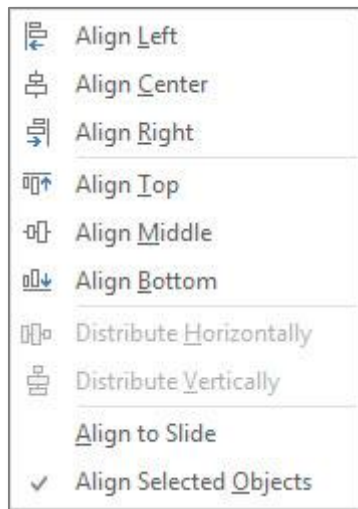 Align Left
Align Center
Align Right
Align Top
Align Middle
Align Bottom
Distribute Horizontally
Distribute Vertically
Align to Slide
Align Selected Objects